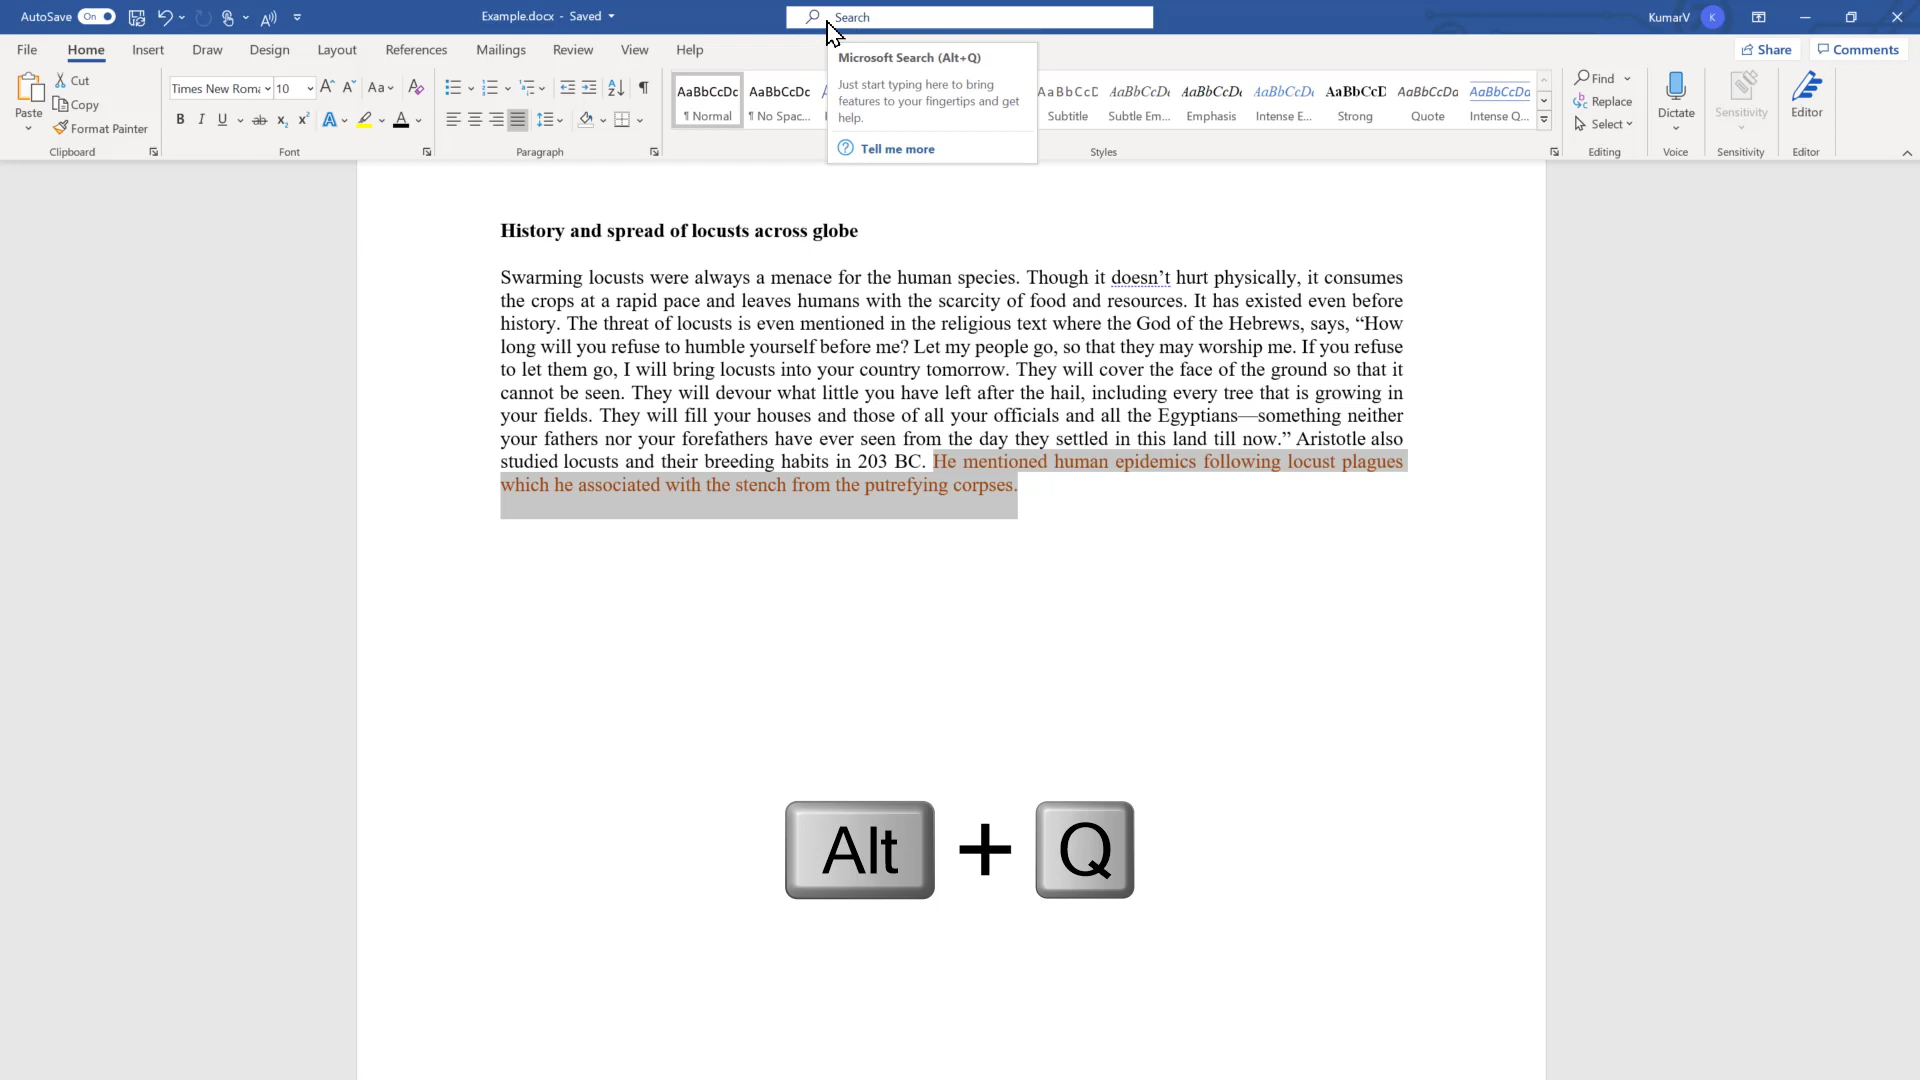 AutoSave On Example.docx - Saved Search KumarV K
File Home Insert Draw Design Layout References Mailings Review View Help Share Comments
Microsoft Search (Alt+Q)
Just start typing here to bring
features to your fingertips and get
help.
Tell me more
Paste
Cut
Copy
Format Painter
Clipboard
Times New Roma 10
Aa
B I U ab x₂ x²
A A
Font
Paragraph
AaBbCcDc AaBbCcDc AaBbCcD AaBbCcDc AaBbCcDc AaBbCcDc AaBbCcD AaBbCcDd AaBbCcDd
¶ Normal ¶ No Spac... Subtitle Subtle Em... Emphasis Intense E... Strong Quote Intense Q...
Styles
Find
Replace
Select
Editing
Dictate
Voice
Sensitivity
Sensitivity
Editor
Editor
History and spread of locusts across globe
Swarming locusts were always a menace for the human species. Though it doesn’t hurt physically, it consumes
the crops at a rapid pace and leaves humans with the scarcity of food and resources. It has existed even before
history. The threat of locusts is even mentioned in the religious text where the God of the Hebrews, says, “How
long will you refuse to humble yourself before me? Let my people go, so that they may worship me. If you refuse
to let them go, I will bring locusts into your country tomorrow. They will cover the face of the ground so that it
cannot be seen. They will devour what little you have left after the hail, including every tree that is growing in
your fields. They will fill your houses and those of all your officials and all the Egyptians—something neither
your fathers nor your forefathers have ever seen from the day they settled in this land till now.” Aristotle also
studied locusts and their breeding habits in 203 BC. He mentioned human epidemics following locust plagues
which he associated with the stench from the putrefying corpses.
Alt + Q